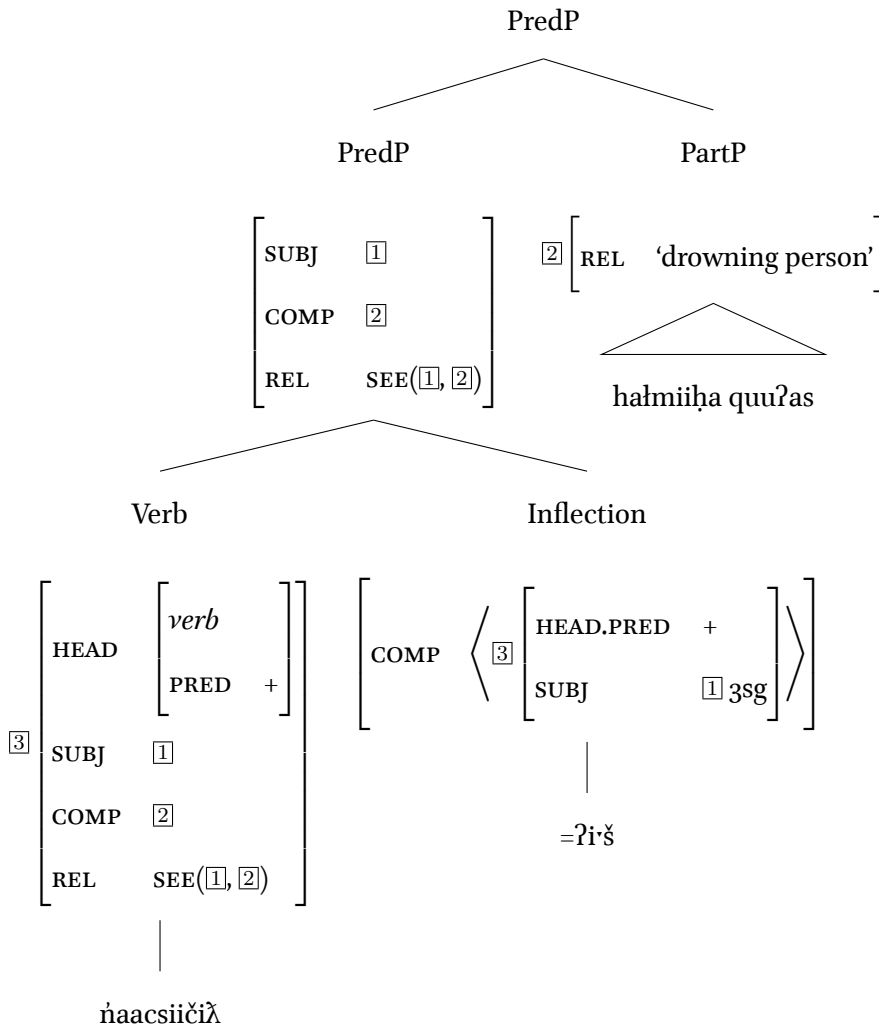 PredP
PredP PartP
SUBJ 1
COMP 2
REL SEE(1, 2)
2 REL ‘drowning person’
hałmiiḥa quuʔas
Verb Inflection
3 HEAD verb
PRED +
SUBJ 1
COMP 2
REL SEE(1, 2)
COMP ⟨ 3 HEAD.PRED +
SUBJ 1 3sg ⟩
=ʔi·š
n̓aacsiičiƛ